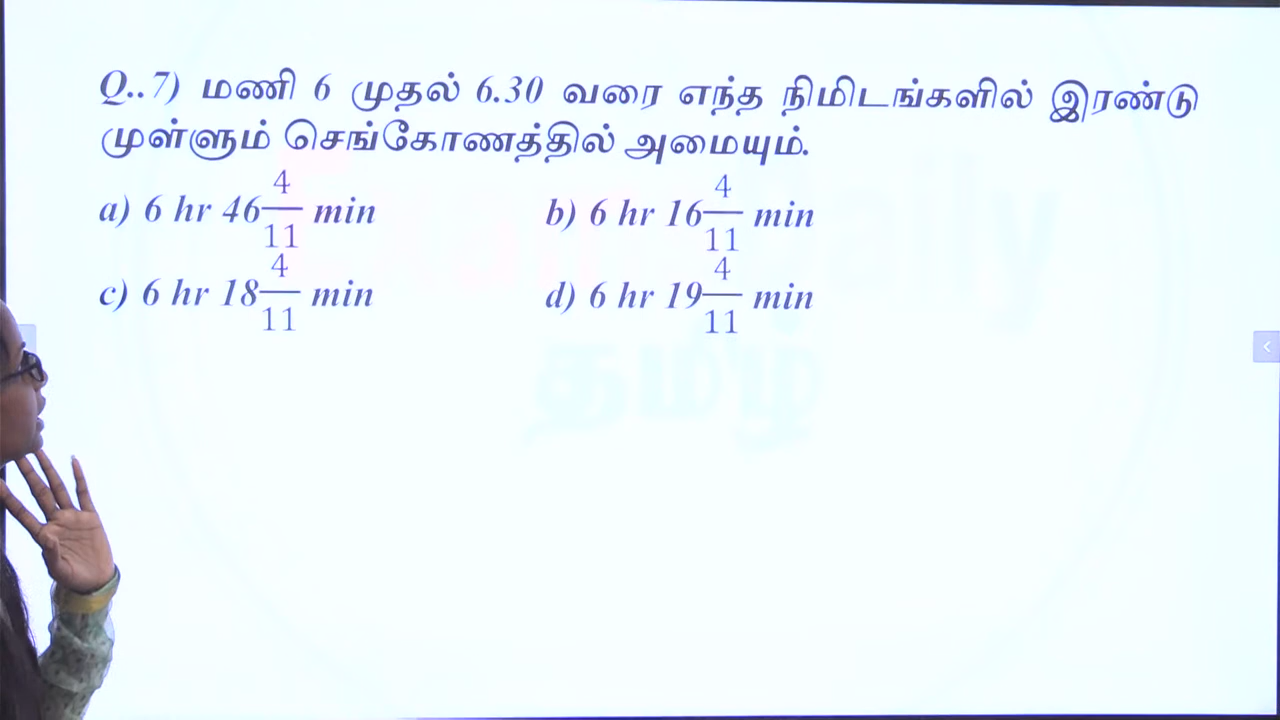 Q..7) மணி 6 முதல் 6.30 வரை எந்த நிமிடங்களில் இரண்டு
முள்ளும் செங்கோணத்தில் அமையும்.
a) 6 hr 46 4/11 min b) 6 hr 16 4/11 min
c) 6 hr 18 4/11 min d) 6 hr 19 4/11 min
தமிழ்